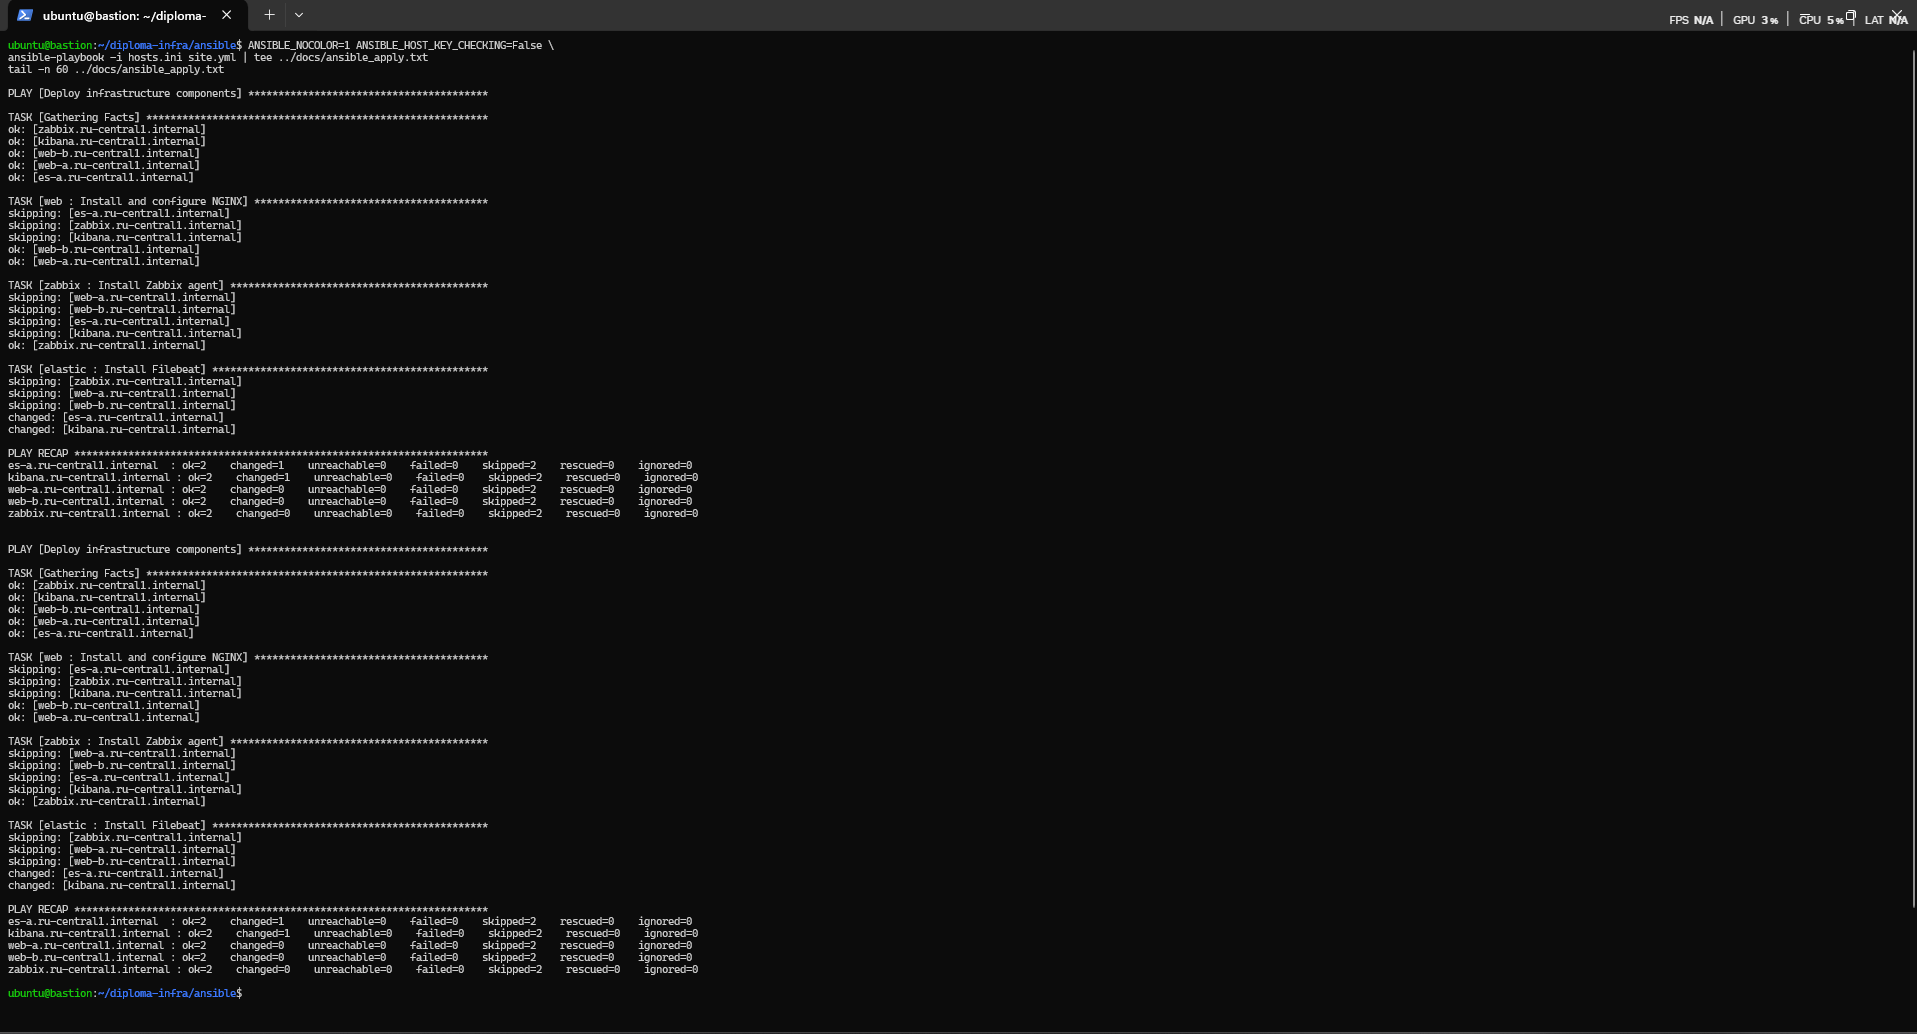 ubuntu@bastion: ~/diploma-
FPS N/A | GPU 3 % | CPU 5 % | LAT N/A
ubuntu@bastion:~/diploma-infra/ansible$ ANSIBLE_NOCOLOR=1 ANSIBLE_HOST_KEY_CHECKING=False \
ansible-playbook -i hosts.ini site.yml | tee ../docs/ansible_apply.txt
tail -n 60 ../docs/ansible_apply.txt
PLAY [Deploy infrastructure components] ****************************************
TASK [Gathering Facts] *********************************************************
ok: [zabbix.ru-central1.internal]
ok: [kibana.ru-central1.internal]
ok: [web-b.ru-central1.internal]
ok: [web-a.ru-central1.internal]
ok: [es-a.ru-central1.internal]
TASK [web : Install and configure NGINX] ***************************************
skipping: [es-a.ru-central1.internal]
skipping: [zabbix.ru-central1.internal]
skipping: [kibana.ru-central1.internal]
ok: [web-b.ru-central1.internal]
ok: [web-a.ru-central1.internal]
TASK [zabbix : Install Zabbix agent] *******************************************
skipping: [web-a.ru-central1.internal]
skipping: [web-b.ru-central1.internal]
skipping: [es-a.ru-central1.internal]
skipping: [kibana.ru-central1.internal]
ok: [zabbix.ru-central1.internal]
TASK [elastic : Install Filebeat] **********************************************
skipping: [zabbix.ru-central1.internal]
skipping: [web-a.ru-central1.internal]
skipping: [web-b.ru-central1.internal]
changed: [es-a.ru-central1.internal]
changed: [kibana.ru-central1.internal]
PLAY RECAP *********************************************************************
es-a.ru-central1.internal  : ok=2    changed=1    unreachable=0    failed=0    skipped=2    rescued=0    ignored=0
kibana.ru-central1.internal : ok=2    changed=1    unreachable=0    failed=0    skipped=2    rescued=0    ignored=0
web-a.ru-central1.internal : ok=2    changed=0    unreachable=0    failed=0    skipped=2    rescued=0    ignored=0
web-b.ru-central1.internal : ok=2    changed=0    unreachable=0    failed=0    skipped=2    rescued=0    ignored=0
zabbix.ru-central1.internal : ok=2    changed=0    unreachable=0    failed=0    skipped=2    rescued=0    ignored=0
PLAY [Deploy infrastructure components] ****************************************
TASK [Gathering Facts] *********************************************************
ok: [zabbix.ru-central1.internal]
ok: [kibana.ru-central1.internal]
ok: [web-b.ru-central1.internal]
ok: [web-a.ru-central1.internal]
ok: [es-a.ru-central1.internal]
TASK [web : Install and configure NGINX] ***************************************
skipping: [es-a.ru-central1.internal]
skipping: [zabbix.ru-central1.internal]
skipping: [kibana.ru-central1.internal]
ok: [web-b.ru-central1.internal]
ok: [web-a.ru-central1.internal]
TASK [zabbix : Install Zabbix agent] *******************************************
skipping: [web-a.ru-central1.internal]
skipping: [web-b.ru-central1.internal]
skipping: [es-a.ru-central1.internal]
skipping: [kibana.ru-central1.internal]
ok: [zabbix.ru-central1.internal]
TASK [elastic : Install Filebeat] **********************************************
skipping: [zabbix.ru-central1.internal]
skipping: [web-a.ru-central1.internal]
skipping: [web-b.ru-central1.internal]
changed: [es-a.ru-central1.internal]
changed: [kibana.ru-central1.internal]
PLAY RECAP *********************************************************************
es-a.ru-central1.internal  : ok=2    changed=1    unreachable=0    failed=0    skipped=2    rescued=0    ignored=0
kibana.ru-central1.internal : ok=2    changed=1    unreachable=0    failed=0    skipped=2    rescued=0    ignored=0
web-a.ru-central1.internal : ok=2    changed=0    unreachable=0    failed=0    skipped=2    rescued=0    ignored=0
web-b.ru-central1.internal : ok=2    changed=0    unreachable=0    failed=0    skipped=2    rescued=0    ignored=0
zabbix.ru-central1.internal : ok=2    changed=0    unreachable=0    failed=0    skipped=2    rescued=0    ignored=0
ubuntu@bastion:~/diploma-infra/ansible$